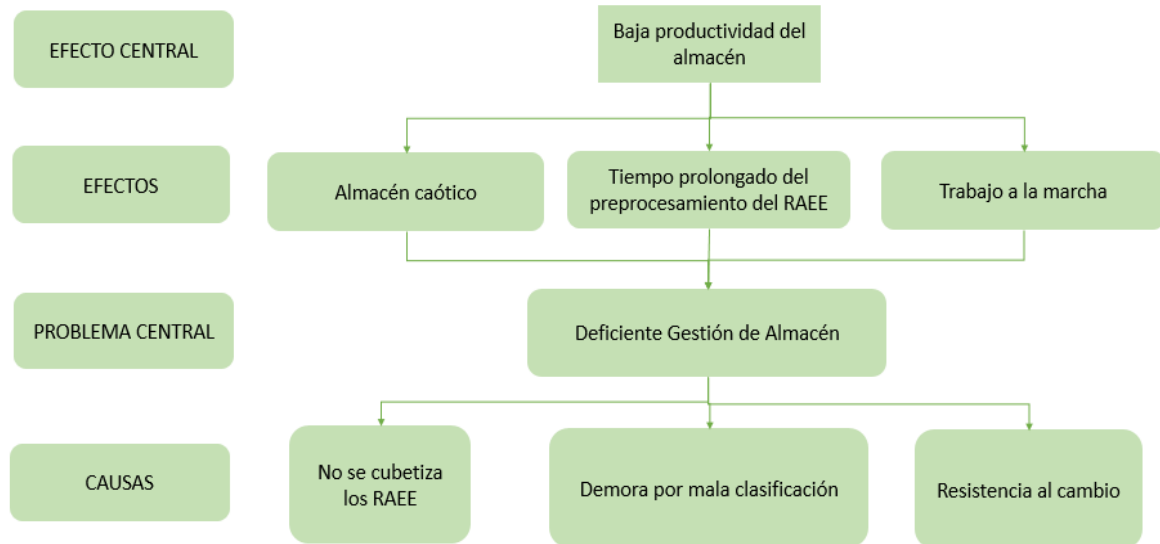 EFECTO CENTRAL
Baja productividad del
almacén
EFECTOS
Almacén caótico
Tiempo prolongado del
preprocesamiento del RAEE
Trabajo a la marcha
PROBLEMA CENTRAL
Deficiente Gestión de Almacén
CAUSAS
No se cubetiza
los RAEE
Demora por mala clasificación
Resistencia al cambio